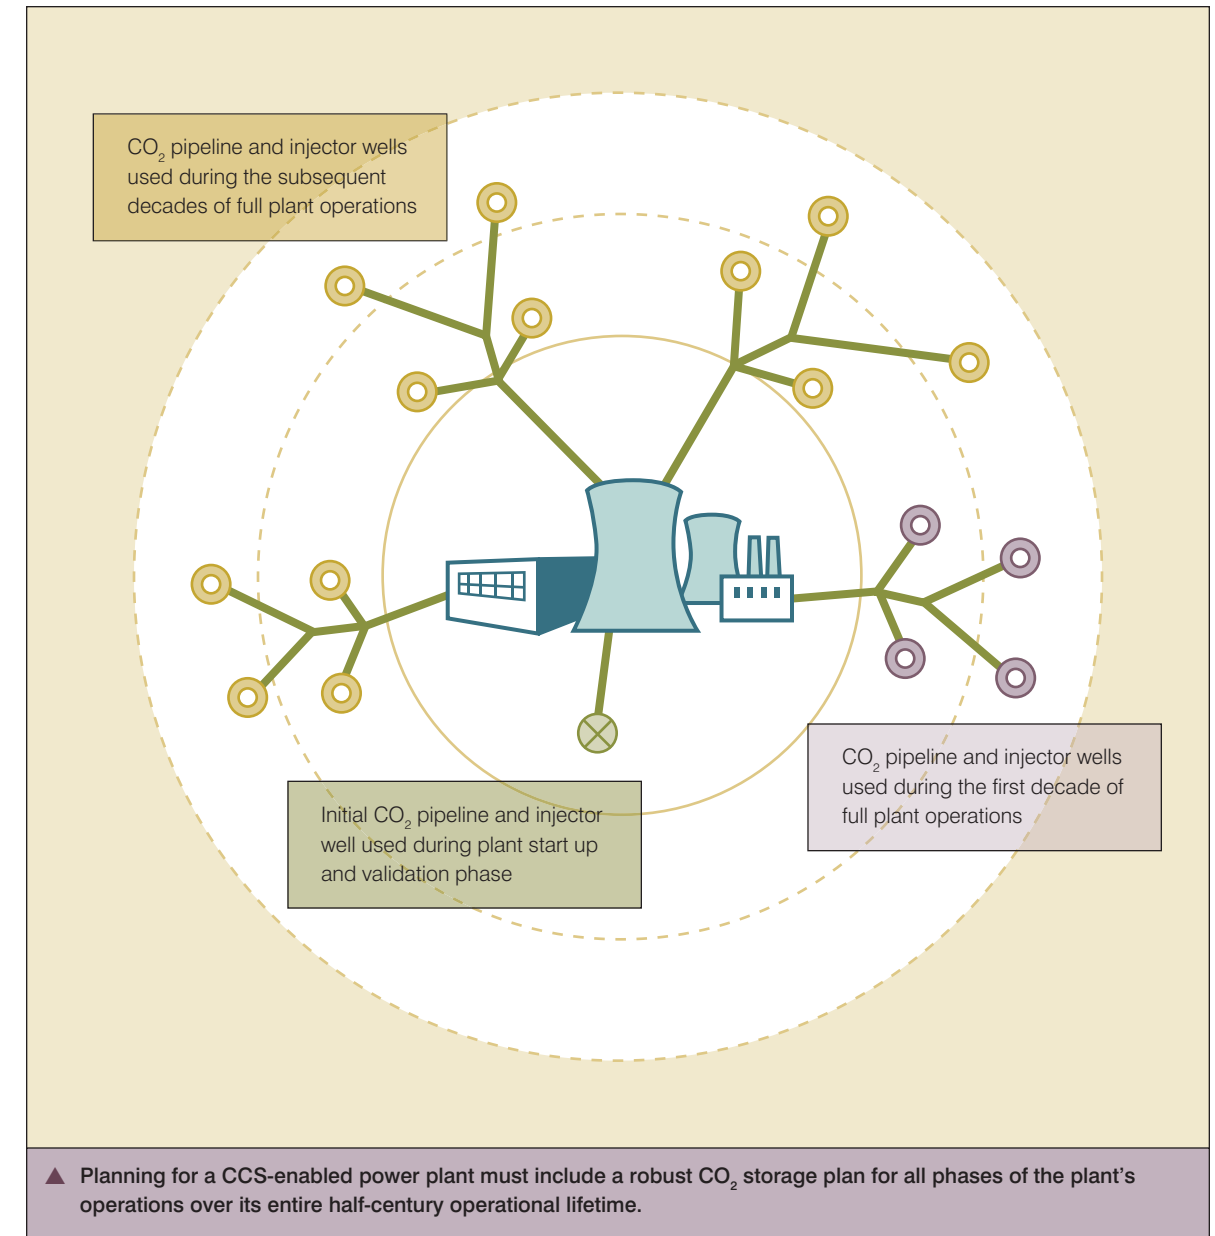 CO₂ pipeline and injector wells
used during the subsequent
decades of full plant operations
CO₂ pipeline and injector wells
used during the first decade of
full plant operations
Initial CO₂ pipeline and injector
well used during plant start up
and validation phase
▲ Planning for a CCS-enabled power plant must include a robust CO₂ storage plan for all phases of the plant's
operations over its entire half-century operational lifetime.